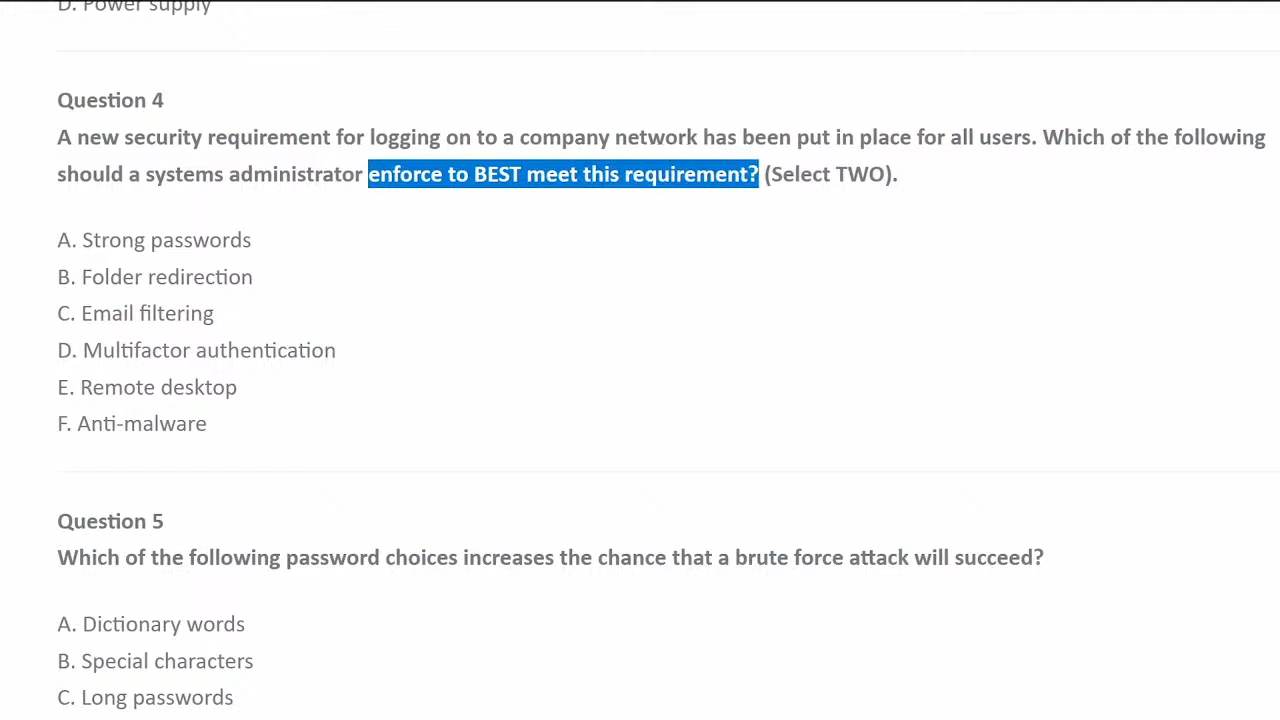 D. Power supply
Question 4
A new security requirement for logging on to a company network has been put in place for all users. Which of the following
should a systems administrator enforce to BEST meet this requirement? (Select TWO).
A. Strong passwords
B. Folder redirection
C. Email filtering
D. Multifactor authentication
E. Remote desktop
F. Anti-malware
Question 5
Which of the following password choices increases the chance that a brute force attack will succeed?
A. Dictionary words
B. Special characters
C. Long passwords